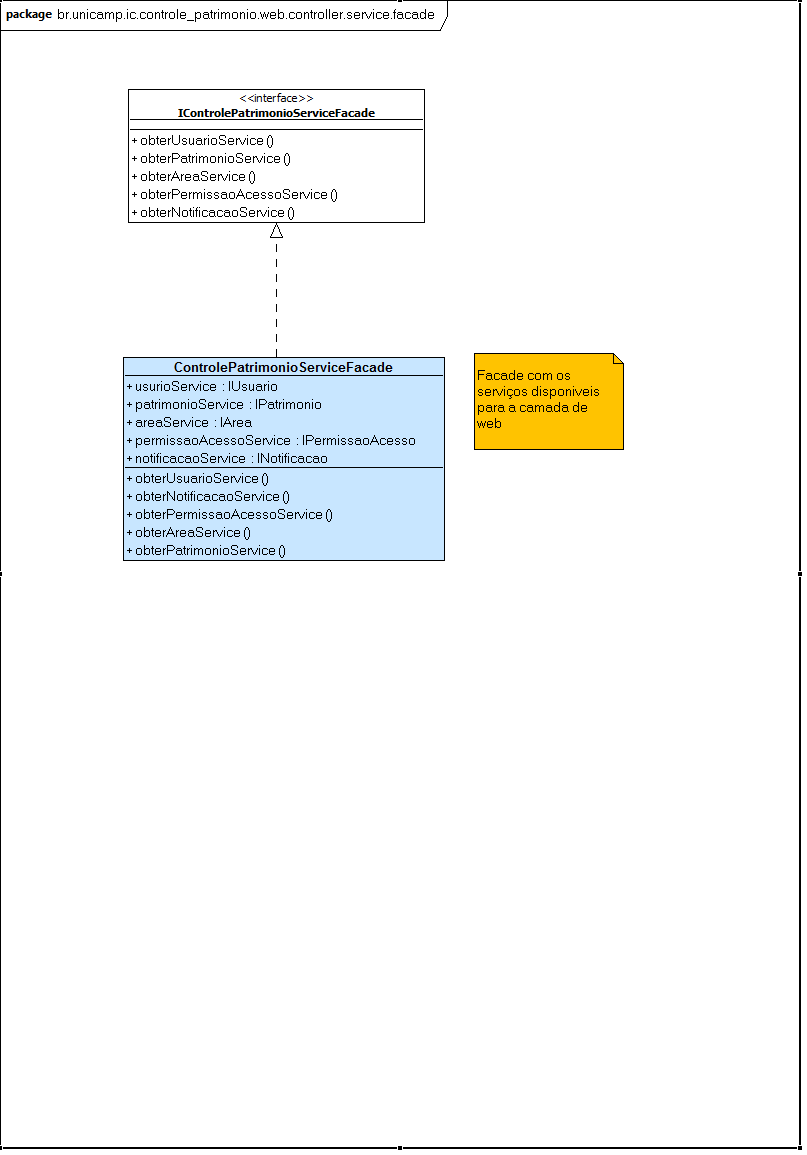 package br.unicamp.ic.controle_patrimonio.web.controller.service.facade
<<interface>>
IControlePatrimonioServiceFacade
+ obterUsuarioService ()
+ obterPatrimonioService ()
+ obterAreaService ()
+ obterPermissaoAcessoService ()
+ obterNotificacaoService ()
ControlePatrimonioServiceFacade
+ usurioService : IUsuario
+ patrimonioService : IPatrimonio
+ areaService : IArea
+ permissaoAcessoService : IPermissaoAcesso
+ notificacaoService : INotificacao
+ obterUsuarioService ()
+ obterNotificacaoService ()
+ obterPermissaoAcessoService ()
+ obterAreaService ()
+ obterPatrimonioService ()
Facade com os
serviços disponiveis
para a camada de
web